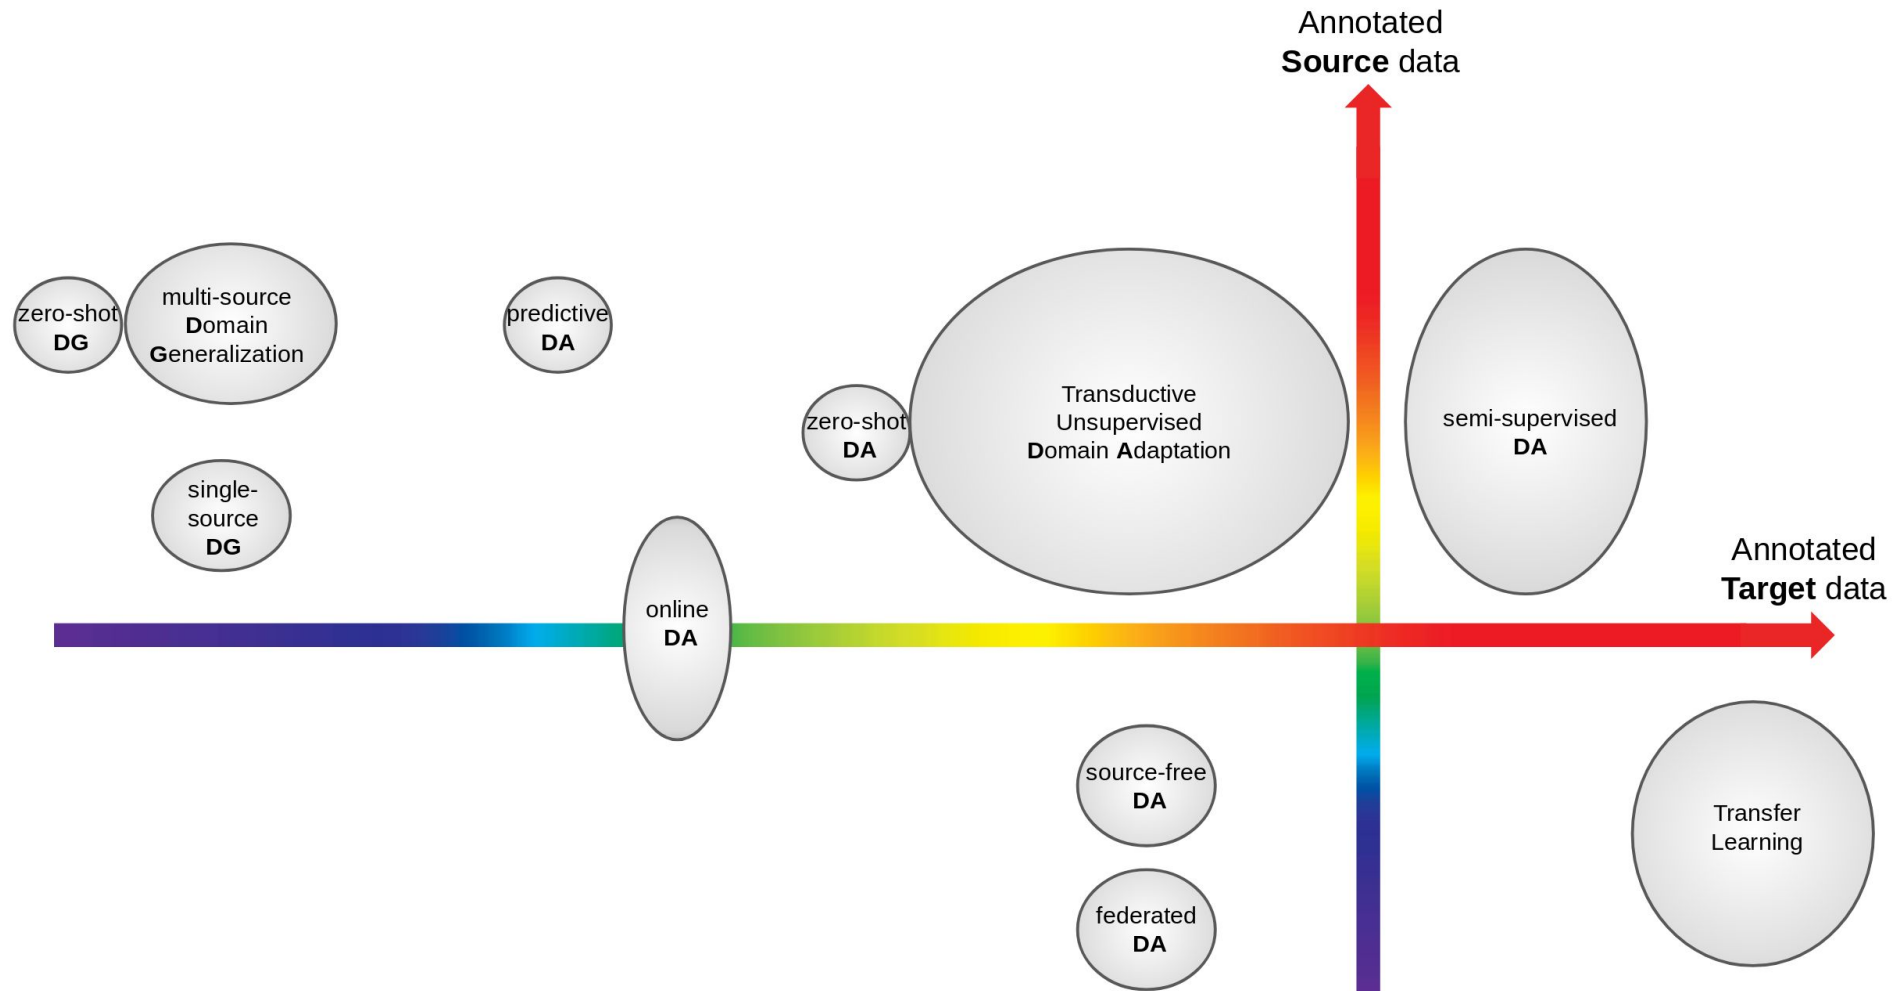 Annotated
Source data
zero-shot
DG
multi-source
Domain
Generalization
predictive
DA
single-
source
DG
zero-shot
DA
Transductive
Unsupervised
Domain Adaptation
semi-supervised
DA
Annotated
Target data
online
DA
source-free
DA
federated
DA
Transfer
Learning